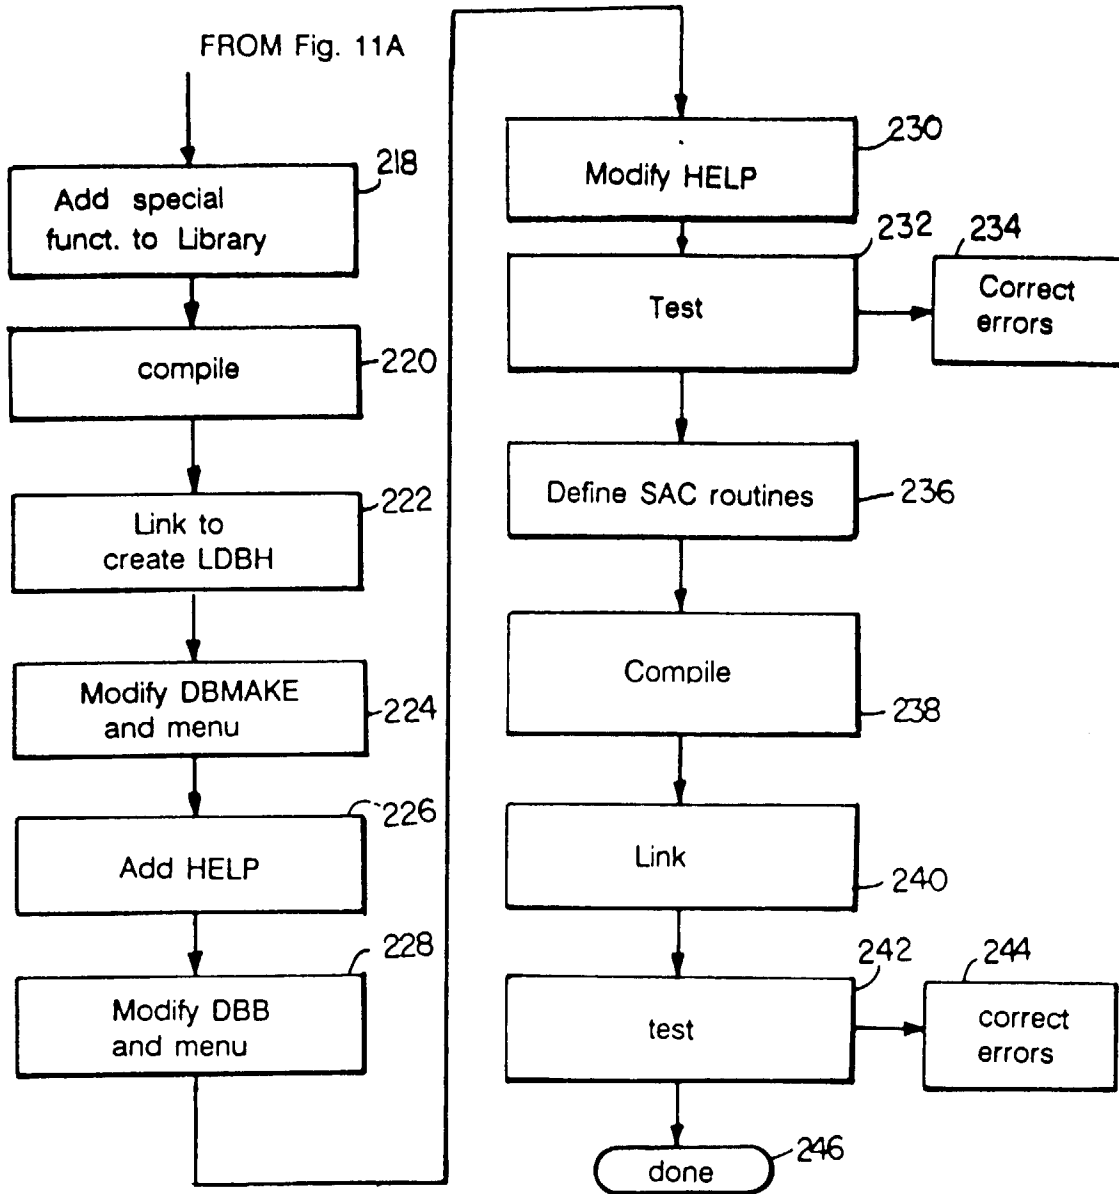 FROM Fig. 11A
218
Add special
funct. to Library
compile
220
222
Link to
create LDBH
Modify DBMAKE
and menu
224
226
Add HELP
228
Modify DBB
and menu
230
Modify HELP
232
Test
234
Correct
errors
Define SAC routines
236
Compile
238
Link
240
242
test
244
correct
errors
done
246